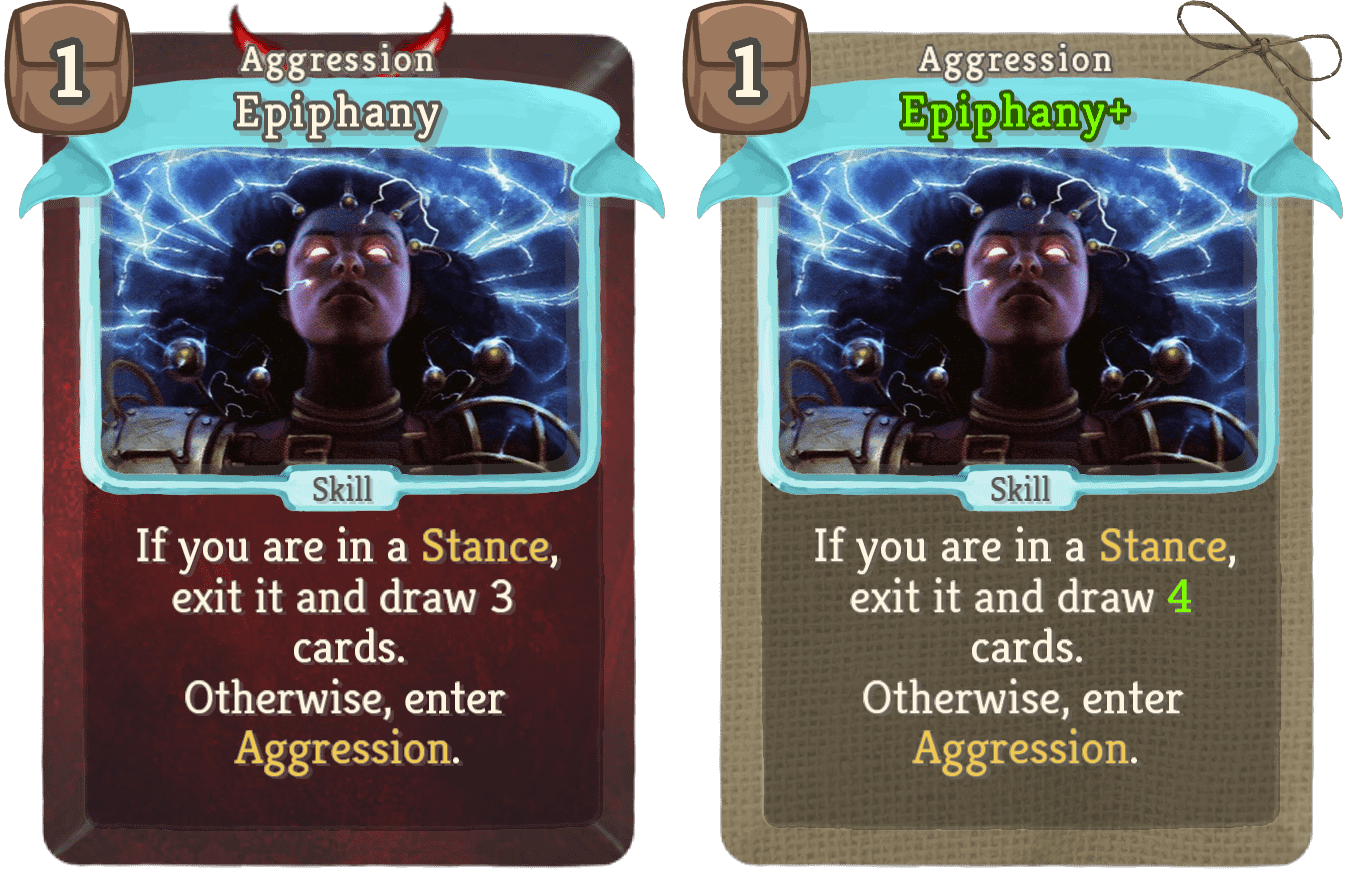 1
Aggression
Epiphany
Skill
If you are in a Stance,
exit it and draw 3
cards.
Otherwise, enter
Aggression.
1
Aggression
Epiphany+
Skill
If you are in a Stance,
exit it and draw 4
cards.
Otherwise, enter
Aggression.